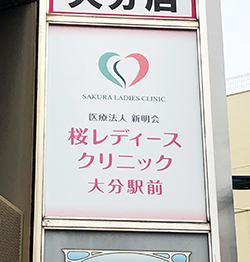 大分店
SAKURA LADIES CLINIC
医療法人 新明会
桜レディース
クリニック
大分駅前